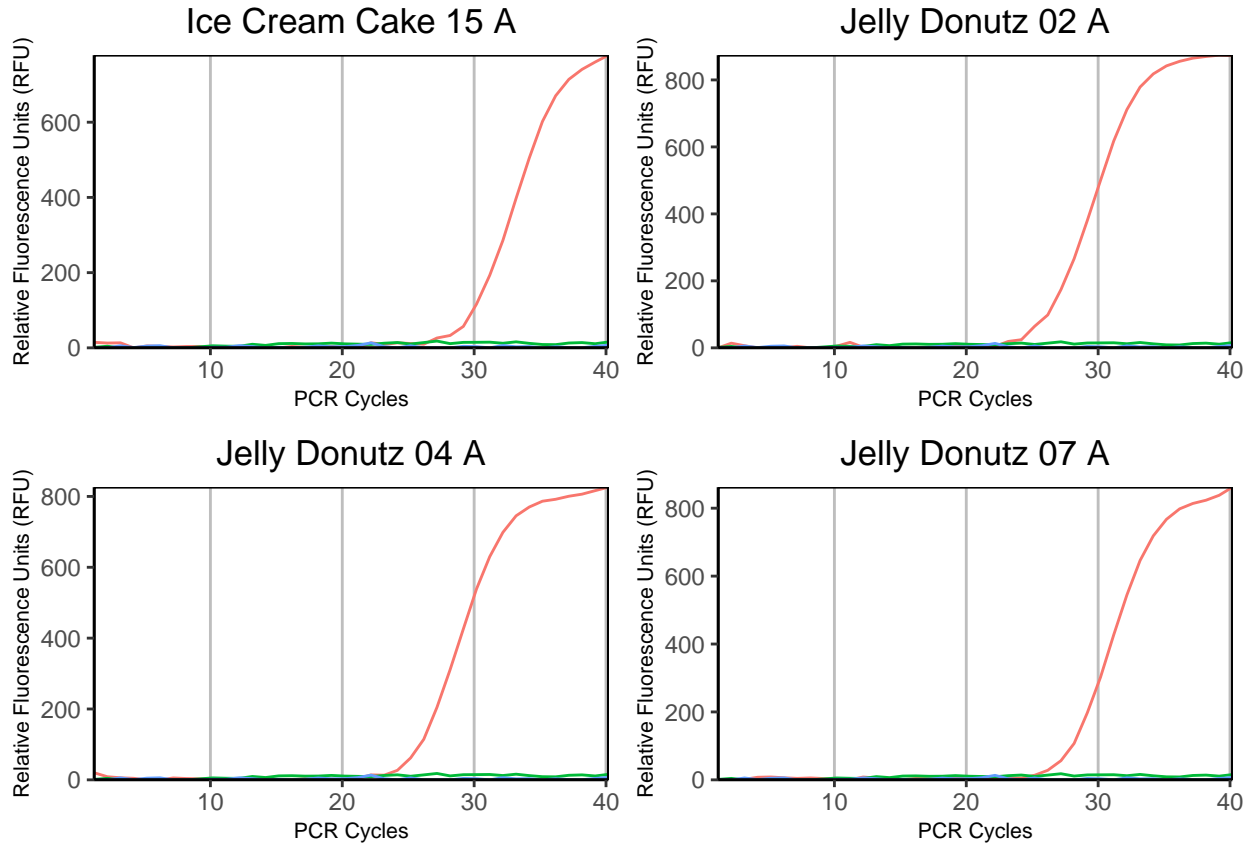 Ice Cream Cake 15 A
Relative Fluorescence Units (RFU)
600
400
200
0
10 20 30 40
PCR Cycles
Jelly Donutz 02 A
Relative Fluorescence Units (RFU)
800
600
400
200
0
10 20 30 40
PCR Cycles
Jelly Donutz 04 A
Relative Fluorescence Units (RFU)
800
600
400
200
0
10 20 30 40
PCR Cycles
Jelly Donutz 07 A
Relative Fluorescence Units (RFU)
800
600
400
200
0
10 20 30 40
PCR Cycles